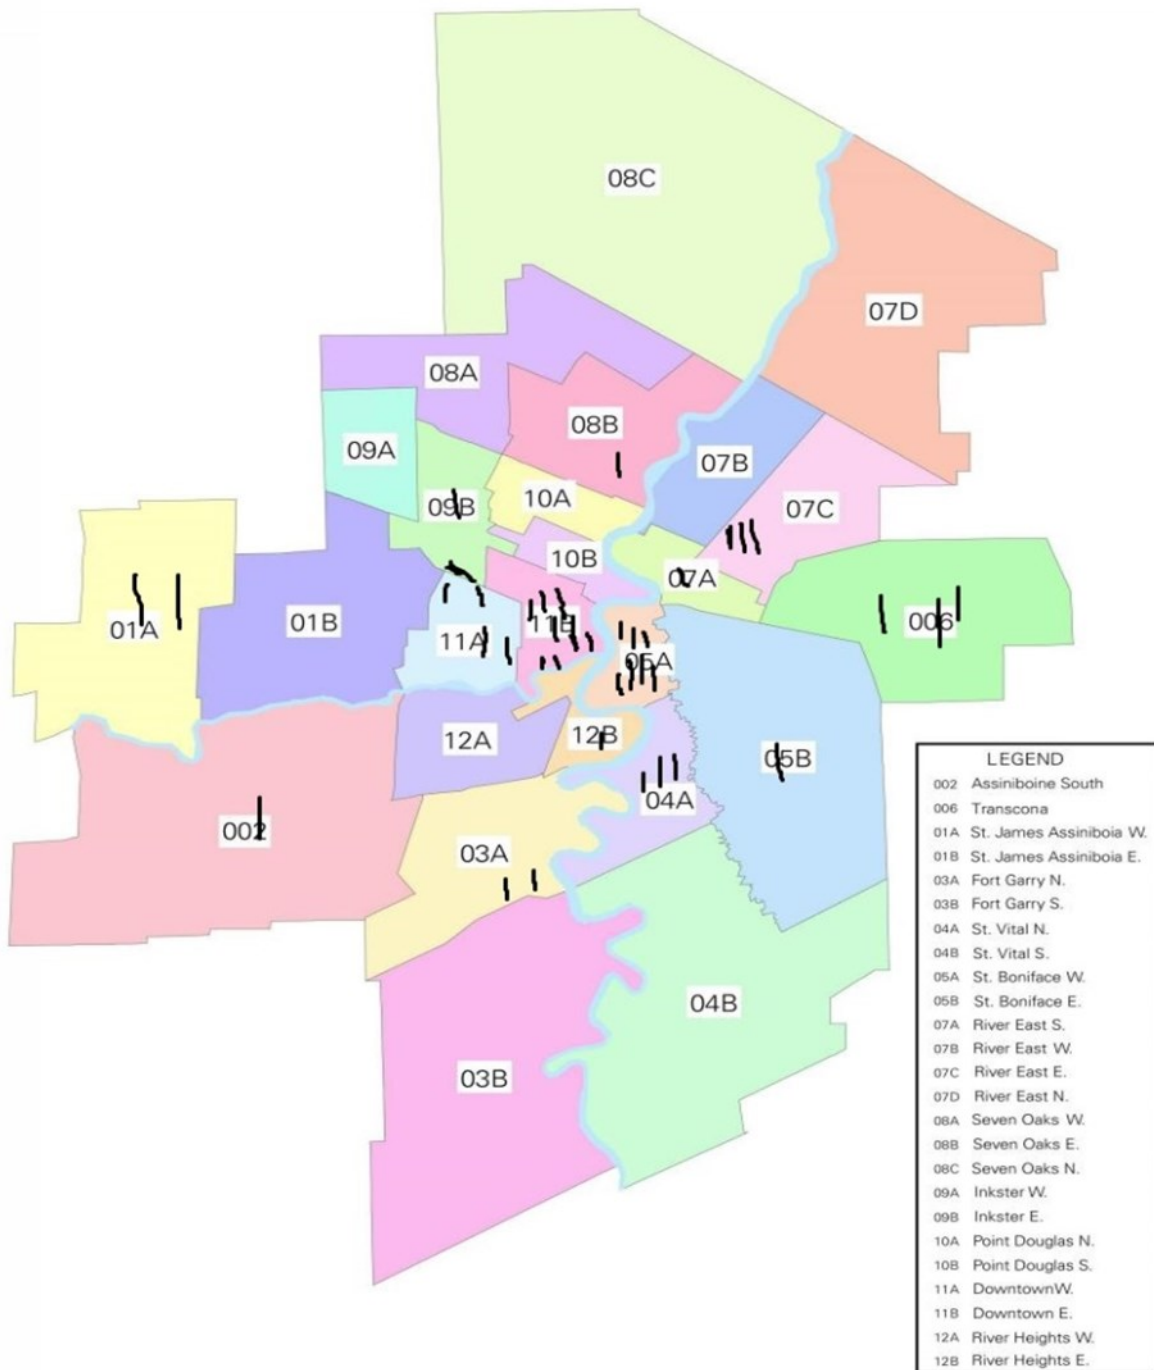 08C
07D
08A
08B
09A
07B
10A
09B
07C
10B
07A
01A
01B
11A
11B
006
05A
12A
12B
05B
04A
002
03A
04B
03B
LEGEND
002 Assiniboine South
006 Transcona
01A St. James Assiniboia W.
01B St. James Assiniboia E.
03A Fort Garry N.
03B Fort Garry S.
04A St. Vital N.
04B St. Vital S.
05A St. Boniface W.
05B St. Boniface E.
07A River East S.
07B River East W.
07C River East E.
07D River East N.
08A Seven Oaks W.
08B Seven Oaks E.
08C Seven Oaks N.
09A Inkster W.
09B Inkster E.
10A Point Douglas N.
10B Point Douglas S.
11A DowntownW.
11B Downtown E.
12A River Heights W.
12B River Heights E.